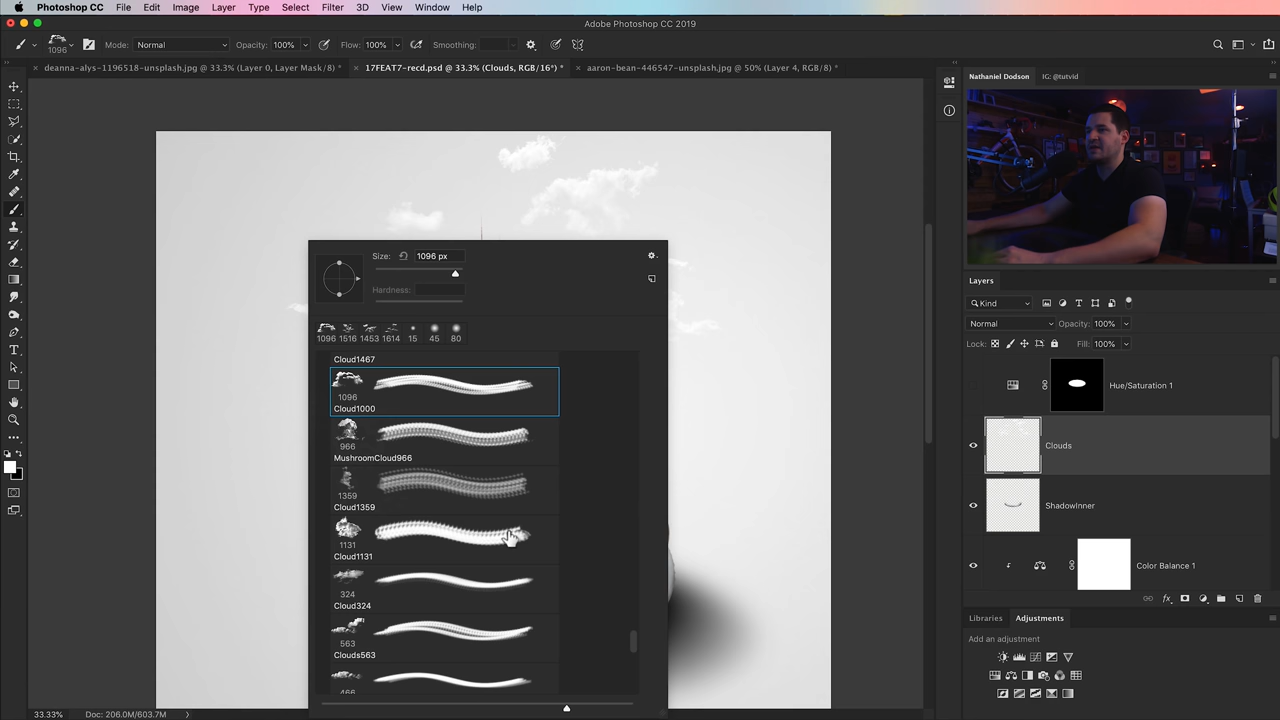 Photoshop CC File Edit Image Layer Type Select Filter 3D View Window Help
Adobe Photoshop CC 2019
1096 Mode: Normal Opacity: 100% Flow: 100% Smoothing:
× deanna-alys-1196518-unsplash.jpg @ 33.3% (Layer 0, Layer Mask/8) *
× 17FEAT7-recd.psd @ 33.3% (Clouds, RGB/16*) *
× aaron-bean-446547-unsplash.jpg @ 50% (Layer 4, RGB/8) *
Nathaniel Dodson IG: @tutvid
Size: 1096 px
Hardness:
1096 1516 1453 1614 15 45 80
Cloud1467
1096
Cloud1000
966
MushroomCloud966
1359
Cloud1359
1131
Cloud1131
324
Cloud324
563
Clouds563
466
Layers
Kind
Normal Opacity: 100%
Lock: Fill: 100%
Hue/Saturation 1
Clouds
ShadowInner
Color Balance 1
fx
Libraries Adjustments
Add an adjustment
33.33% Doc: 206.0M/603.7M